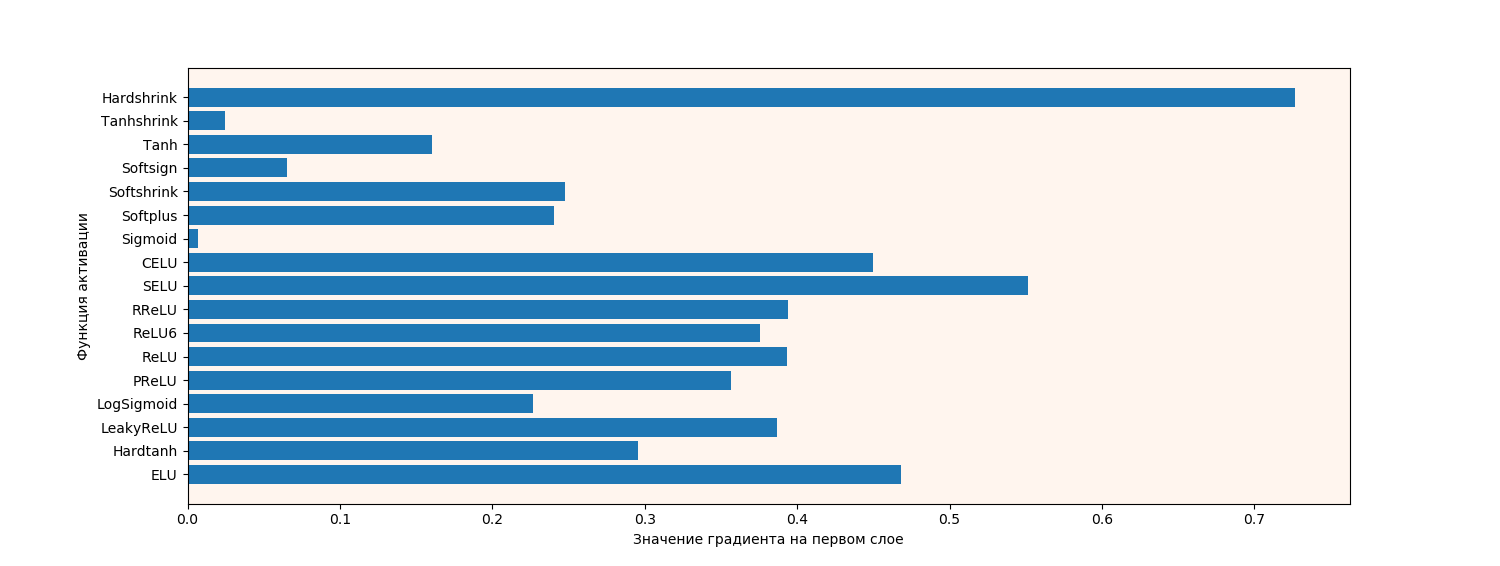 Hardshrink
Tanhshrink
Tanh
Softsign
Softshrink
Softplus
Sigmoid
CELU
SELU
RReLU
ReLU6
ReLU
PReLU
LogSigmoid
LeakyReLU
Hardtanh
ELU
Функция активации
0.0 0.1 0.2 0.3 0.4 0.5 0.6 0.7
Значение градиента на первом слое